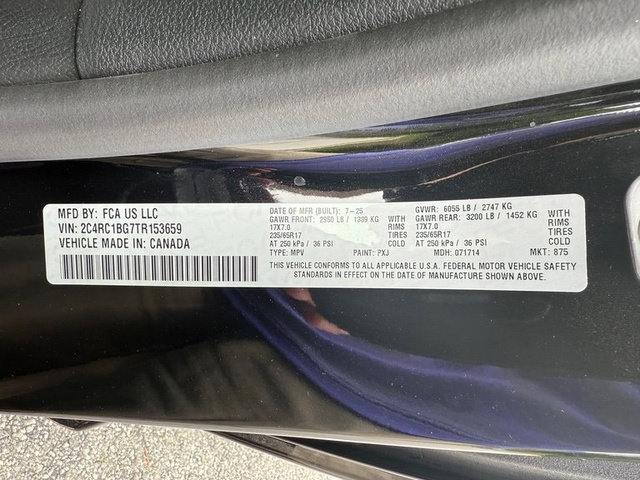 MFD BY: FCA US LLC
VIN: 2C4RC1BG7TR153659
VEHICLE MADE IN: CANADA
DATE OF MFR (BUILT): 7-25
GVWR: 6055 LB / 2747 KG
GAWR FRONT: 2950 LB / 1339 KG
GAWR REAR: 3200 LB / 1452 KG
17X7.0 RIMS 17X7.0 RIMS
235/65R17 TIRES 235/65R17 TIRES
AT 250 kPa / 36 PSI AT 250 kPa / 36 PSI
WITH
WITH
TYPE: MPV PAINT: PXJ MDH: 071714 MKT: 875
THIS VEHICLE CONFORMS TO ALL APPLICABLE U.S.A. FEDERAL MOTOR VEHICLE SAFETY
STANDARDS IN EFFECT ON THE DATE OF MANUFACTURE SHOWN ABOVE.